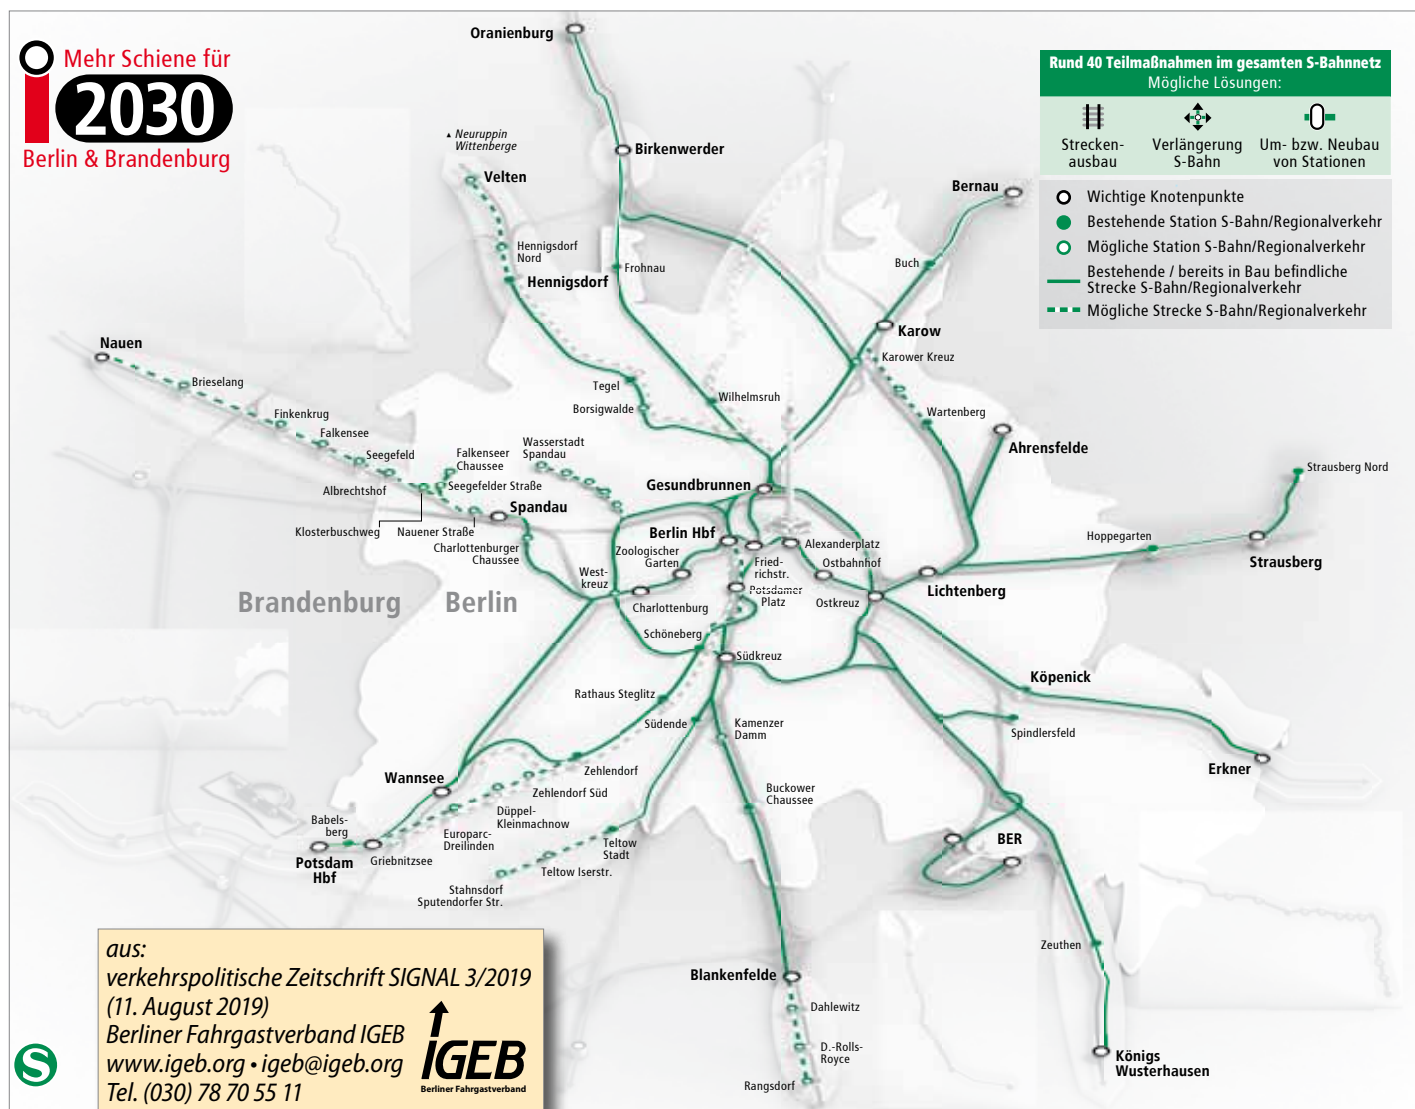 Mehr Schiene für
i
2030
Berlin & Brandenburg
Rund 40 Teilmaßnahmen im gesamten S-Bahnnetz
Mögliche Lösungen:
Strecken-
ausbau
Verlängerung
S-Bahn
Um- bzw. Neubau
von Stationen
Wichtige Knotenpunkte
Bestehende Station S-Bahn/Regionalverkehr
Mögliche Station S-Bahn/Regionalverkehr
Bestehende / bereits in Bau befindliche
Strecke S-Bahn/Regionalverkehr
Mögliche Strecke S-Bahn/Regionalverkehr
Oranienburg
Neuruppin
Wittenberge
Birkenwerder
Velten
Bernau
Hennigsdorf
Nord
Frohnau
Buch
Hennigsdorf
Karow
Nauen
Karower Kreuz
Brieselang
Tegel
Wilhelmsruh
Borsigwalde
Wartenberg
Finkenkrug
Falkensee
Ahrensfelde
Seegefeld
Falkenseer
Chaussee
Wasserstadt
Spandau
Strausberg Nord
Albrechtshof
Seegefelder Straße
Gesundbrunnen
Spandau
Klosterbuschweg
Nauener Straße
Berlin Hbf
Hoppegarten
Charlottenburger
Chaussee
Zoologischer
Garten
Alexanderplatz
Strausberg
Fried-
richstr.
Ostbahnhof
West-
kreuz
Potsdamer
Platz
Lichtenberg
Brandenburg
Berlin
Charlottenburg
Ostkreuz
Schöneberg
Südkreuz
Köpenick
Rathaus Steglitz
Südende
Kamenzer
Damm
Spindlersfeld
Zehlendorf
Erkner
Wannsee
Zehlendorf Süd
Buckower
Chaussee
Düppel-
Kleinmachnow
Babels-
berg
Europarc-
Dreilinden
BER
Potsdam
Hbf
Griebnitzsee
Teltow
Stadt
Teltow Iserstr.
Stahnsdorf
Sputendorfer Str.
Zeuthen
Blankenfelde
Dahlewitz
D.-Rolls-
Royce
Königs
Wusterhausen
Rangsdorf
aus:
verkehrspolitische Zeitschrift SIGNAL 3/2019
(11. August 2019)
Berliner Fahrgastverband IGEB
www.igeb.org • igeb@igeb.org
Tel. (030) 78 70 55 11
IGEB
Berliner Fahrgastverband
S